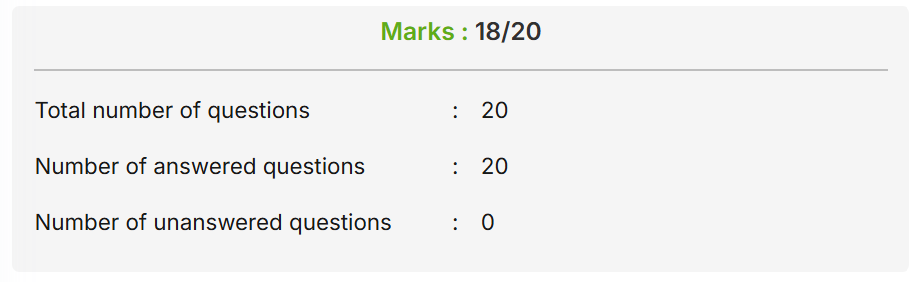 Marks : 18/20
Total number of questions : 20
Number of answered questions : 20
Number of unanswered questions : 0